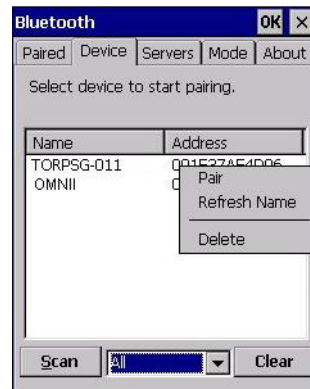 Bluetooth OK ×
Paired Device Servers Mode About
Select device to start pairing.
Name Address
TORPSG-011 001F37AE4D06
OMNII
Pair
Refresh Name
Delete
Scan All Clear